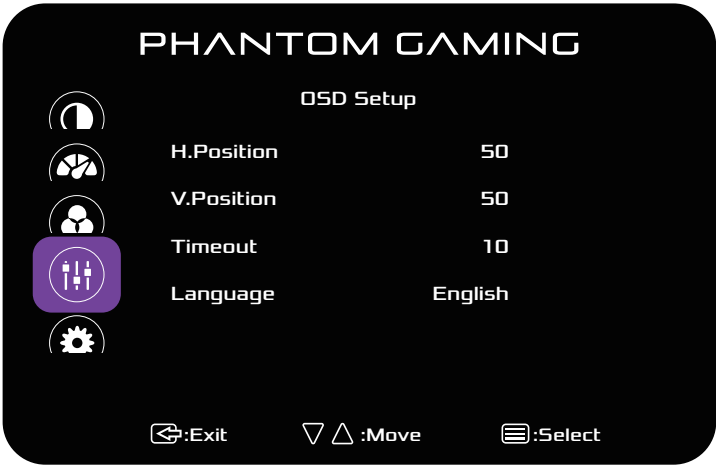 PHANTOM GAMING
OSD Setup
H.Position 50
V.Position 50
Timeout 10
Language English
:Exit :Move :Select